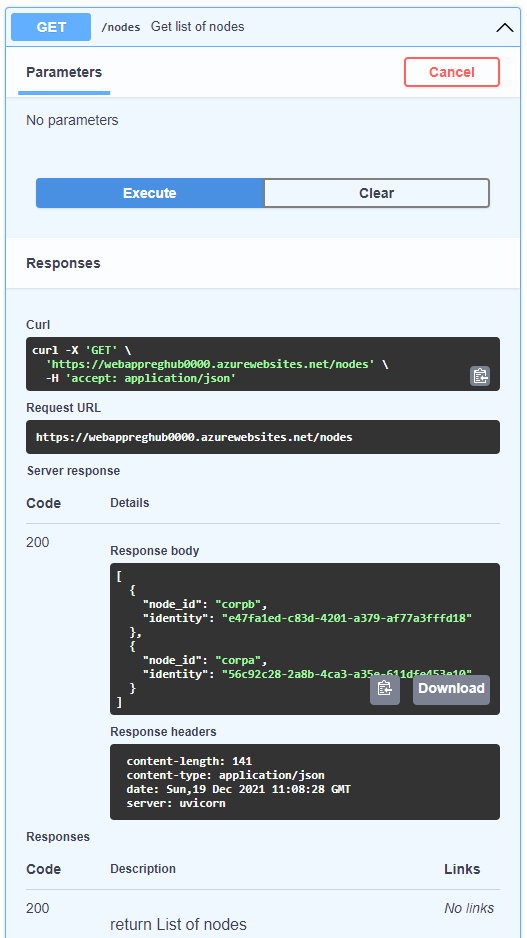 GET /nodes Get list of nodes
Parameters Cancel
No parameters
Execute Clear
Responses
Curl
curl -X 'GET' \
'https://webappreghub0000.azurewebsites.net/nodes' \
-H 'accept: application/json'
Request URL
https://webappreghub0000.azurewebsites.net/nodes
Server response
Code Details
200
Response body
[
{
"node_id": "corpb",
"identity": "e47fa1ed-c83d-4201-a379-af77a3fffd18"
},
{
"node_id": "corpa",
"identity": "56c92c28-2a8b-4ca3-a35e-611dfe453e10"
}
]
Download
Response headers
content-length: 141
content-type: application/json
date: Sun,19 Dec 2021 11:08:28 GMT
server: uvicorn
Responses
Code Description Links
200 No links
return List of nodes